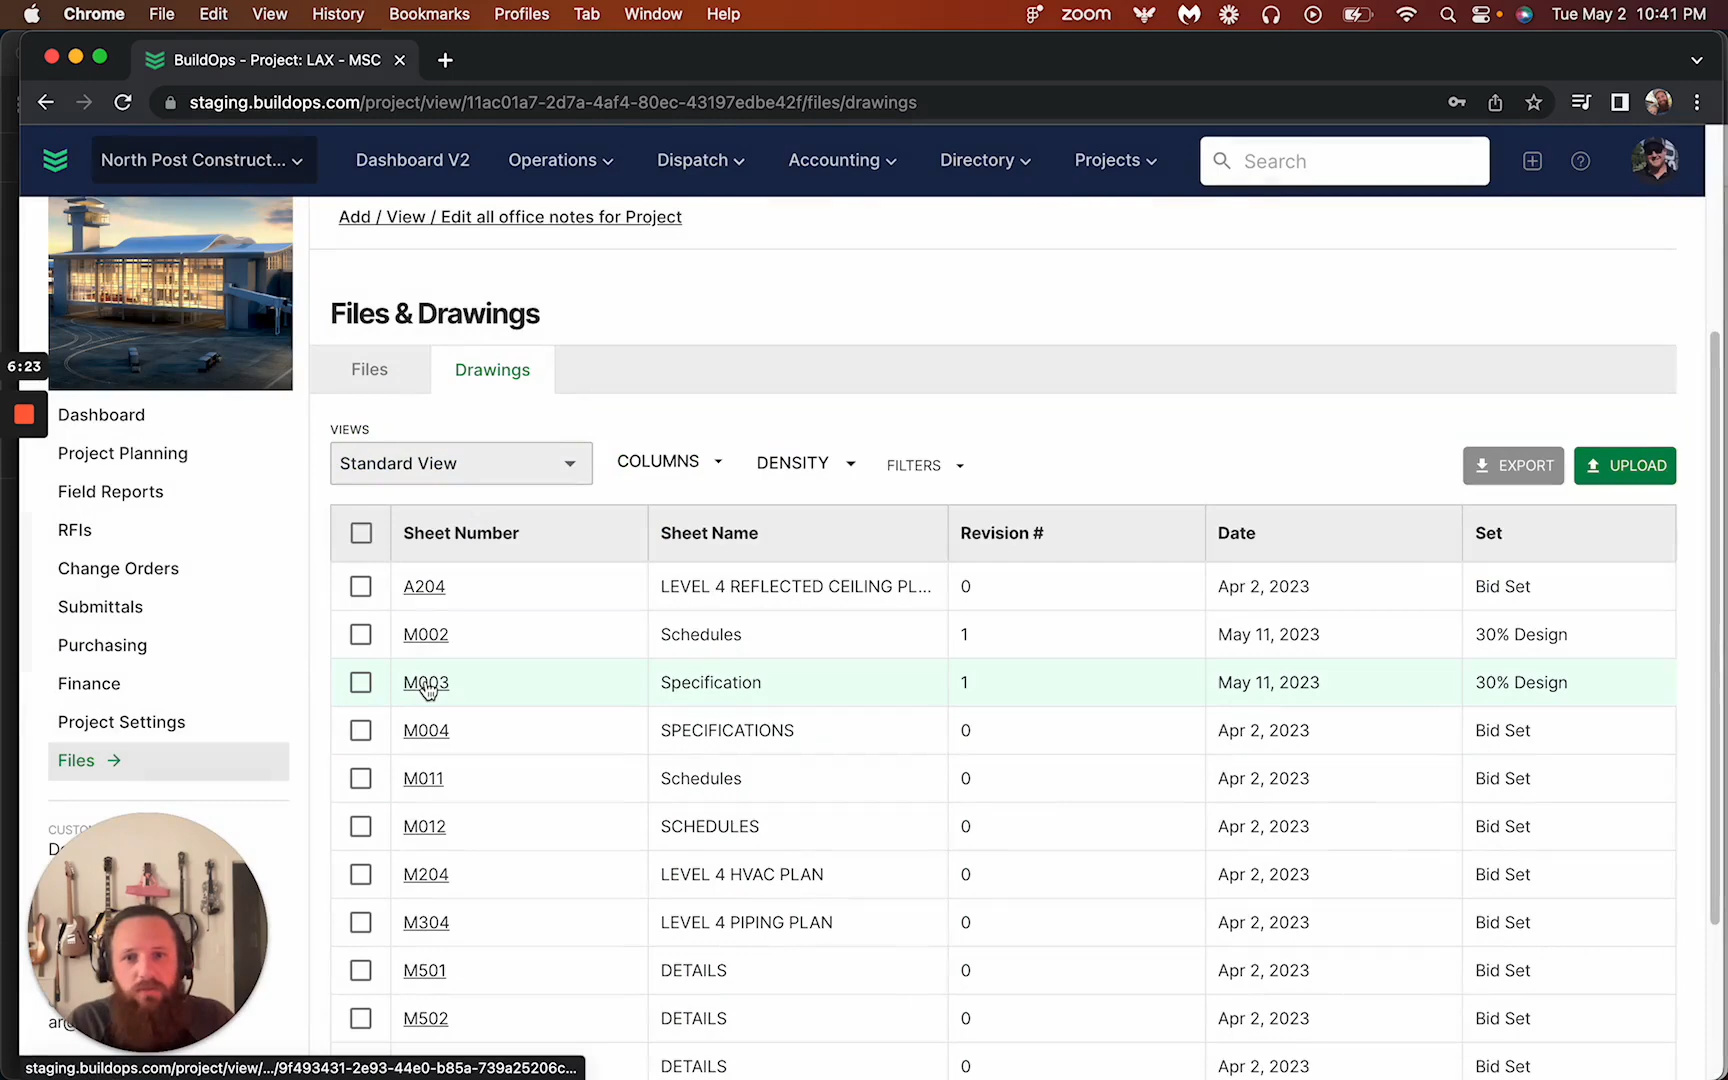 Chrome File Edit View History Bookmarks Profiles Tab Window Help zoom Tue May 2 10:41 PM
BuildOps - Project: LAX - MSC
staging.buildops.com/project/view/11ac01a7-2d7a-4af4-80ec-43197edbe42f/files/drawings
North Post Construct... Dashboard V2 Operations Dispatch Accounting Directory Projects Search
Add / View / Edit all office notes for Project
Files & Drawings
6:23
Files Drawings
Dashboard
Project Planning
Field Reports
RFIs
Change Orders
Submittals
Purchasing
Finance
Project Settings
Files →
VIEWS
Standard View COLUMNS DENSITY FILTERS EXPORT UPLOAD
Sheet Number Sheet Name Revision # Date Set
A204 LEVEL 4 REFLECTED CEILING PL... 0 Apr 2, 2023 Bid Set
M002 Schedules 1 May 11, 2023 30% Design
M003 Specification 1 May 11, 2023 30% Design
M004 SPECIFICATIONS 0 Apr 2, 2023 Bid Set
M011 Schedules 0 Apr 2, 2023 Bid Set
M012 SCHEDULES 0 Apr 2, 2023 Bid Set
M204 LEVEL 4 HVAC PLAN 0 Apr 2, 2023 Bid Set
M304 LEVEL 4 PIPING PLAN 0 Apr 2, 2023 Bid Set
M501 DETAILS 0 Apr 2, 2023 Bid Set
M502 DETAILS 0 Apr 2, 2023 Bid Set
DETAILS 0 Apr 2, 2023 Bid Set
staging.buildops.com/project/view/.../9f493431-2e93-44e0-b85a-739a25206c...